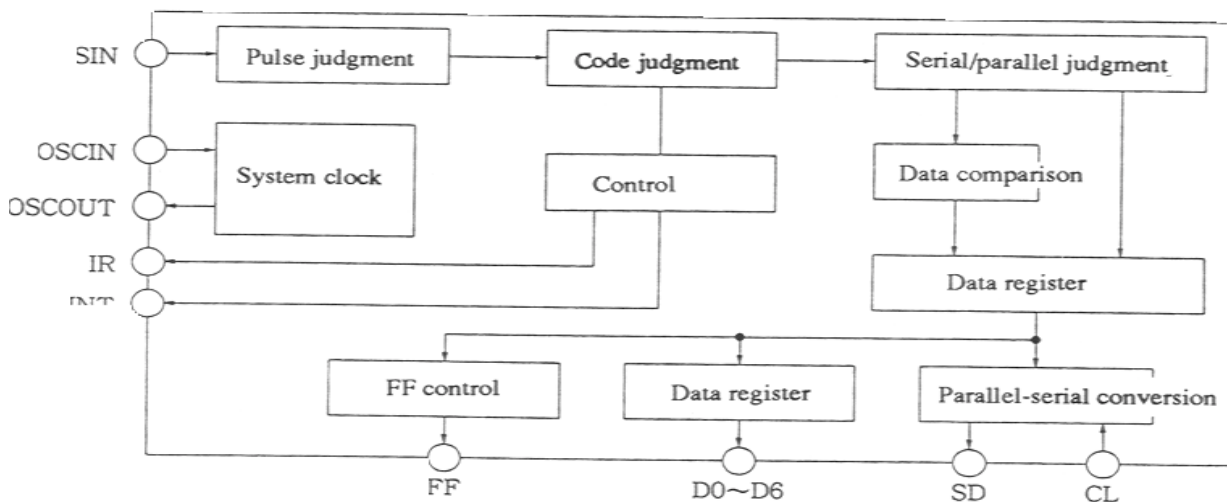 SIN
Pulse judgment
Code judgment
Serial/parallel judgment
OSCIN
System clock
Control
Data comparison
OSCOUT
IR
Data register
INT
FF control
Data register
Parallel-serial conversion
FF
D0~D6
SD
CL